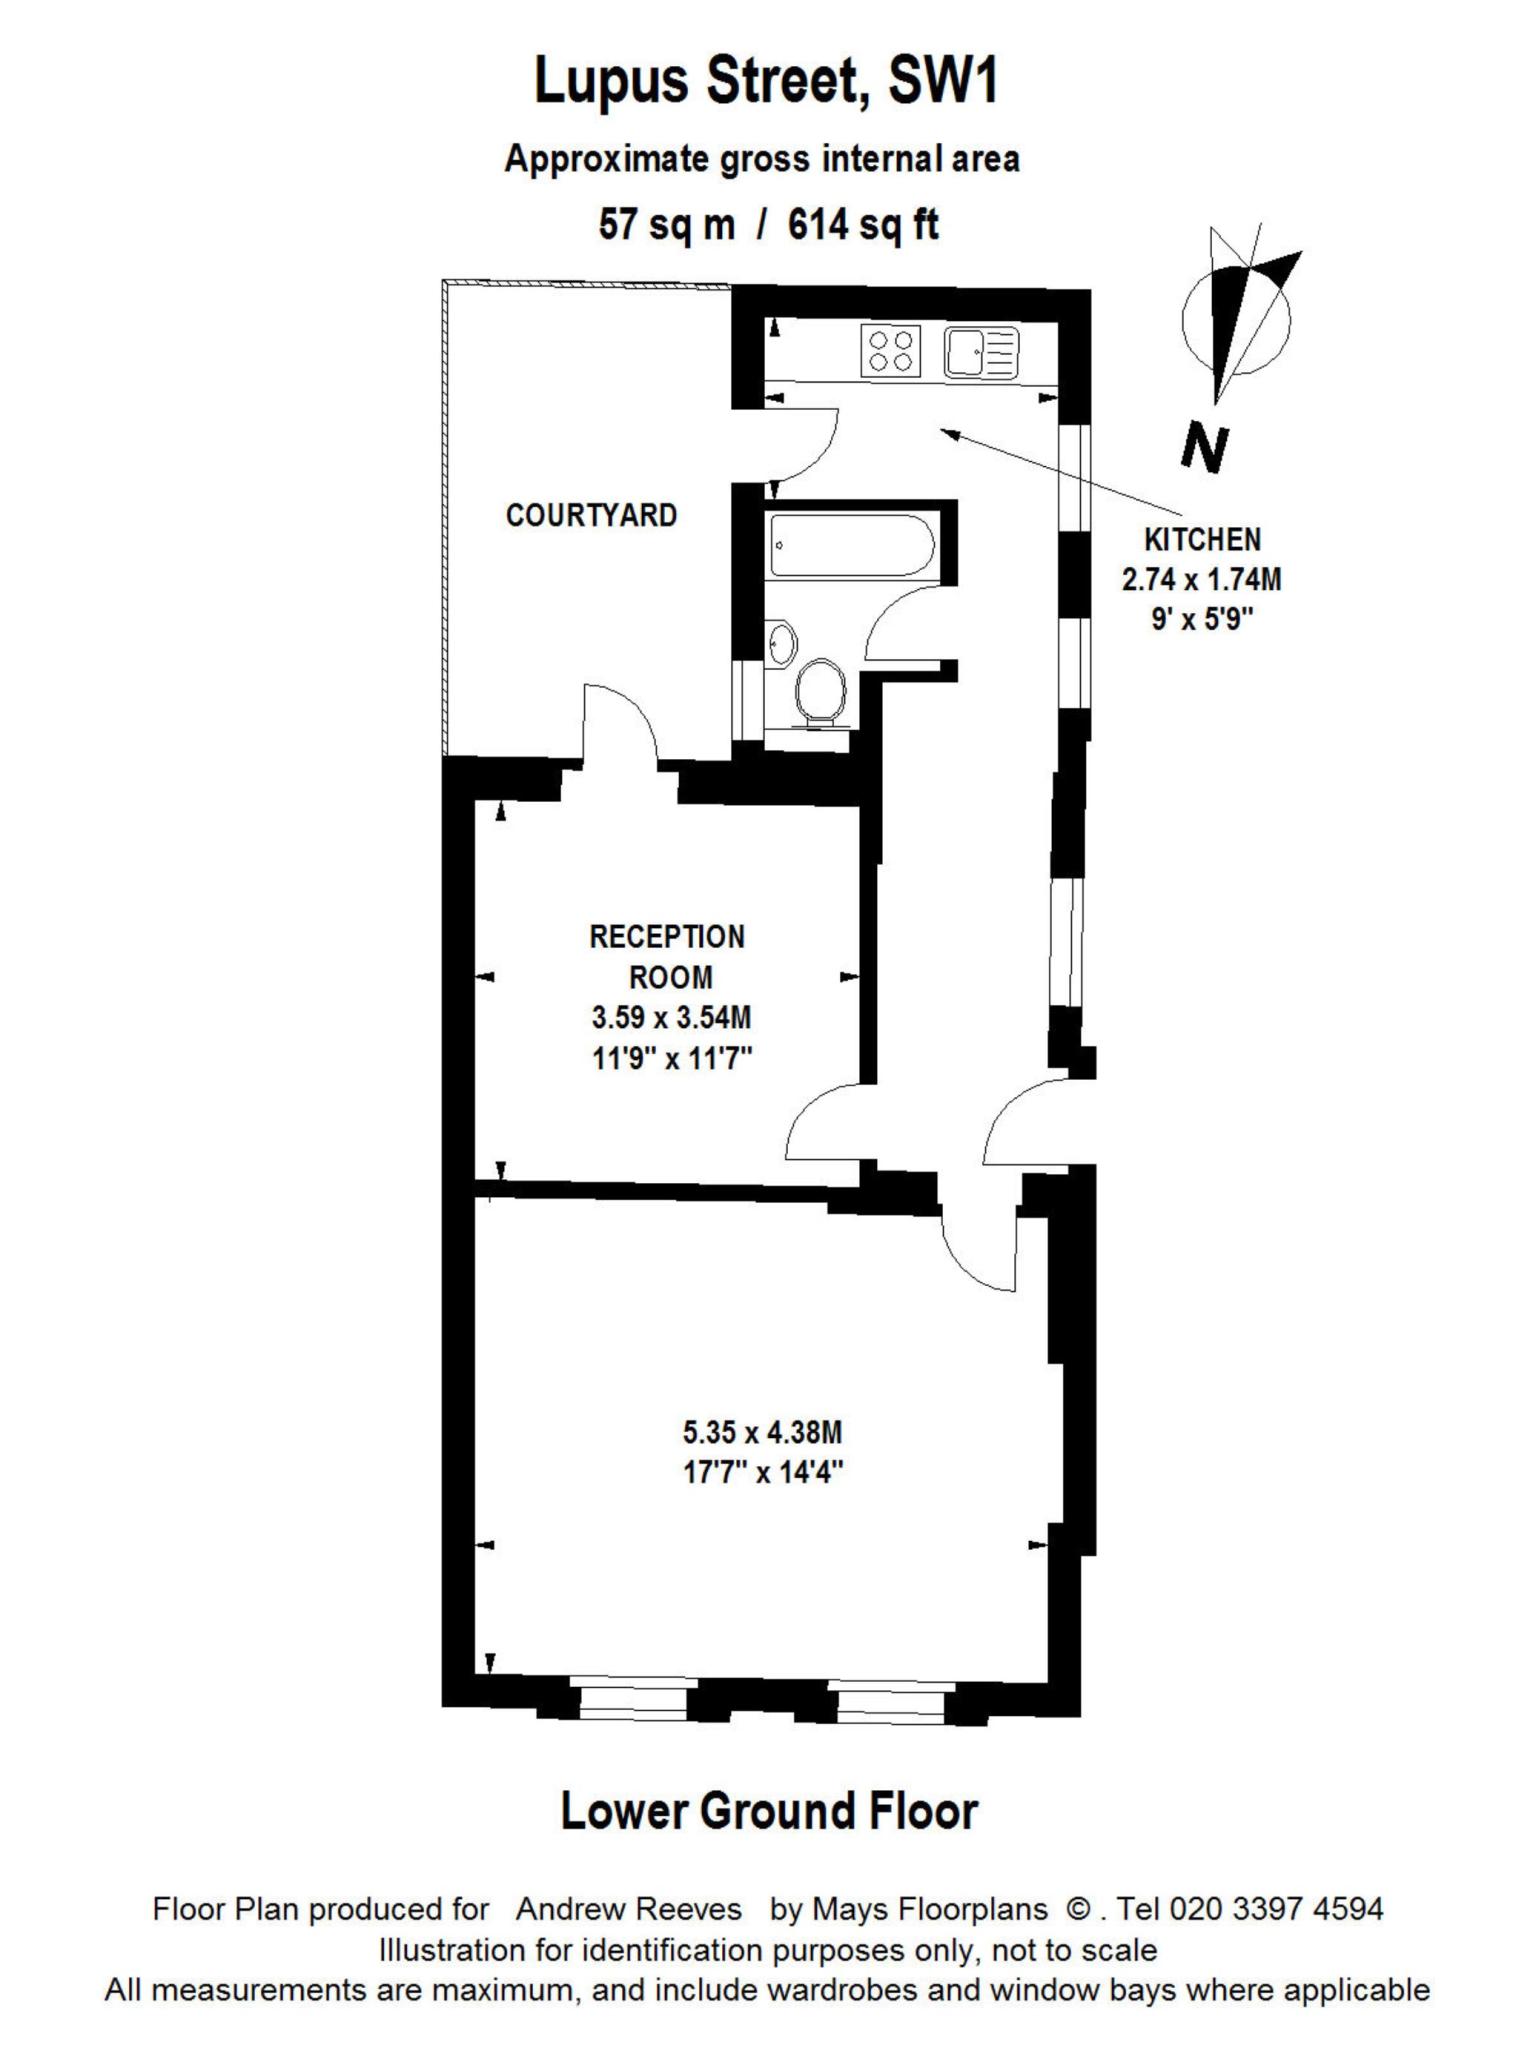 Lupus Street, SW1
Approximate gross internal area
57 sq m / 614 sq ft
N
COURTYARD
KITCHEN
2.74 x 1.74M
9' x 5'9"
RECEPTION
ROOM
3.59 x 3.54M
11'9" x 11'7"
5.35 x 4.38M
17'7" x 14'4"
Lower Ground Floor
Floor Plan produced for Andrew Reeves by Mays Floorplans © . Tel 020 3397 4594
Illustration for identification purposes only, not to scale
All measurements are maximum, and include wardrobes and window bays where applicable